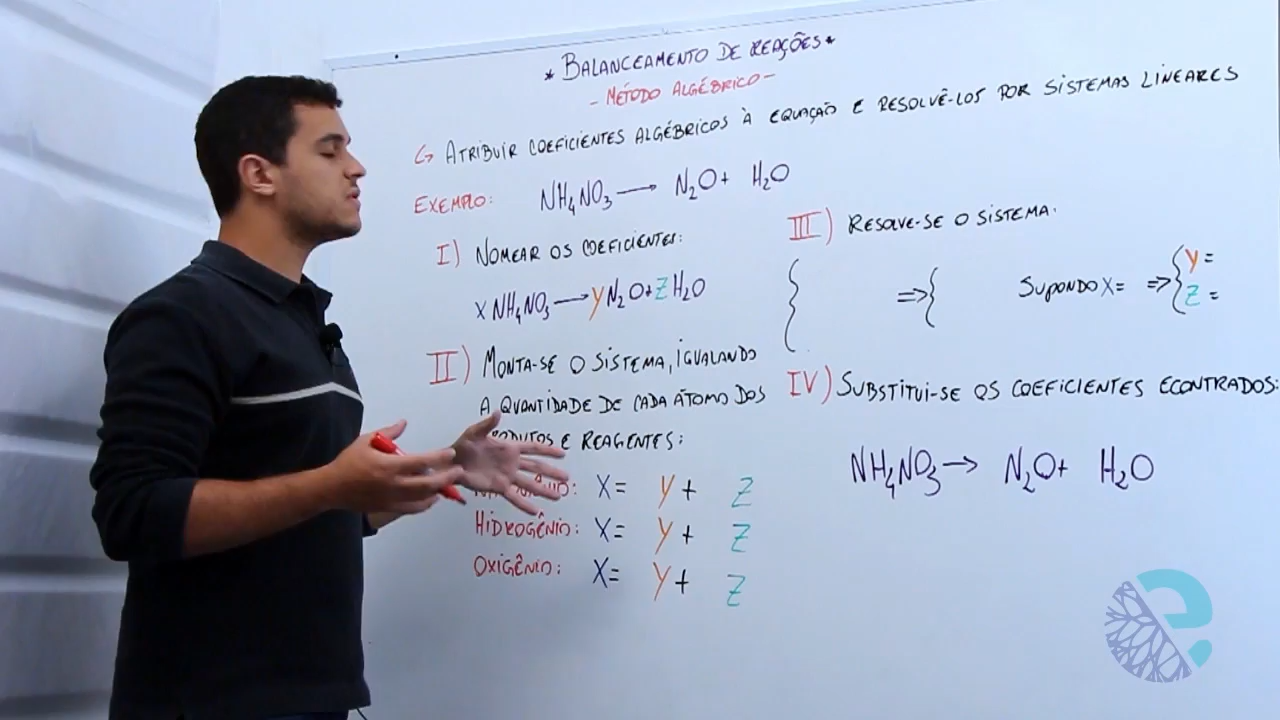 * BALANCEAMENTO DE REAÇÕES *
- MÉTODO ALGÉBRICO -
↳ ATRIBUIR COEFICIENTES ALGÉBRICOS À EQUAÇÃO E RESOLVÊ-LOS POR SISTEMAS LINEARES
EXEMPLO: NH₄NO₃ → N₂O + H₂O
I) NOMEAR OS COEFICIENTES:
X NH₄NO₃ → Y N₂O + Z H₂O
II) MONTA-SE O SISTEMA, IGUALANDO
A QUANTIDADE DE CADA ÁTOMO DOS
E REAGENTES:
X= Y+ Z
HIDROGÊNIO: X= Y+ Z
OXIGÊNIO: X= Y+ Z
III) RESOLVE-SE O SISTEMA.
{ ⇒ { SUPONDO X= ⇒ { Y =
Z =
IV) SUBSTITUI-SE OS COEFICIENTES ECONTRADOS:
NH₄NO₃ → N₂O + H₂O